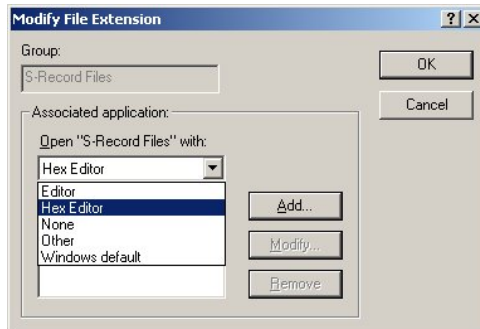 Modify File Extension
Group:
S-Record Files
OK
Cancel
Associated application:
Open "S-Record Files" with:
Hex Editor
Editor
Hex Editor
None
Other
Windows default
Add...
Modify...
Remove